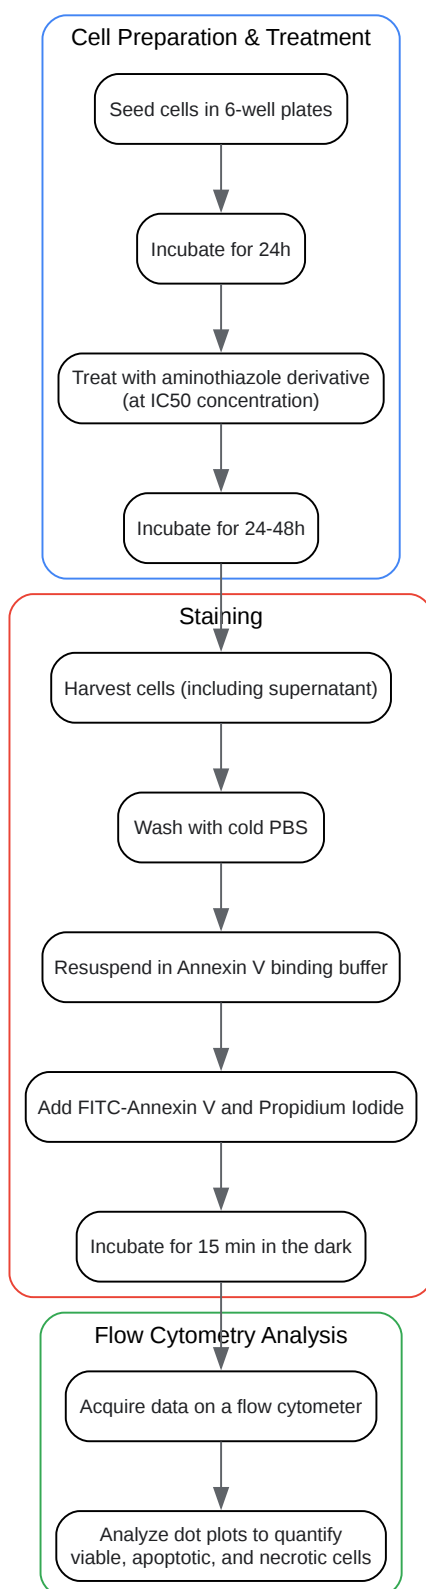 Cell Preparation & Treatment
Seed cells in 6-well plates
Incubate for 24h
Treat with aminothiazole derivative
(at IC50 concentration)
Incubate for 24-48h
Staining
Harvest cells (including supernatant)
Wash with cold PBS
Resuspend in Annexin V binding buffer
Add FITC-Annexin V and Propidium Iodide
Incubate for 15 min in the dark
Flow Cytometry Analysis
Acquire data on a flow cytometer
Analyze dot plots to quantify
viable, apoptotic, and necrotic cells